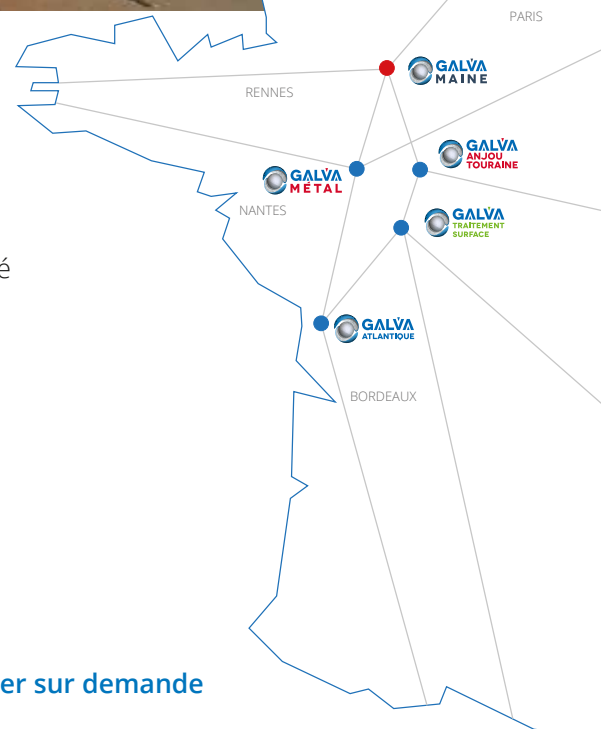 PARIS
GALVA
MAINE
RENNES
GALVA
ANJOU
TOURAINE
GALVA
MÉTAL
NANTES
GALVA
TRAITEMENT
SURFACE
é
GALVA
ATLANTIQUE
BORDEAUX
er sur demande